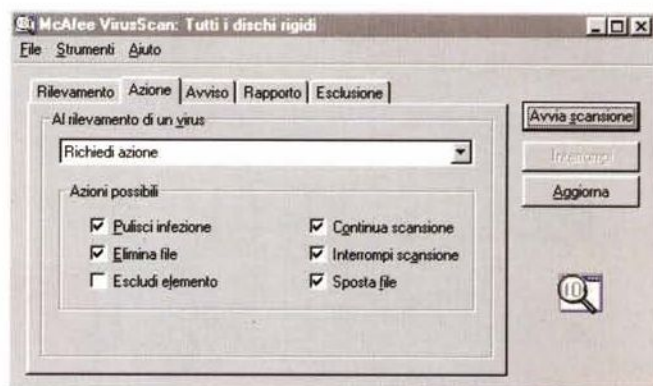 McAfee VirusScan: Tutti i dischi rigidi
File Strumenti Aiuto
Rilevamento Azione Avviso Rapporto Esclusione
Al rilevamento di un virus
Richiedi azione
Azioni possibili
Pulisci infezione
Elimina file
Escludi elemento
Continua scansione
Interrompi scansione
Sposta file
Avvia scansione
Interrompi
Aggiorna